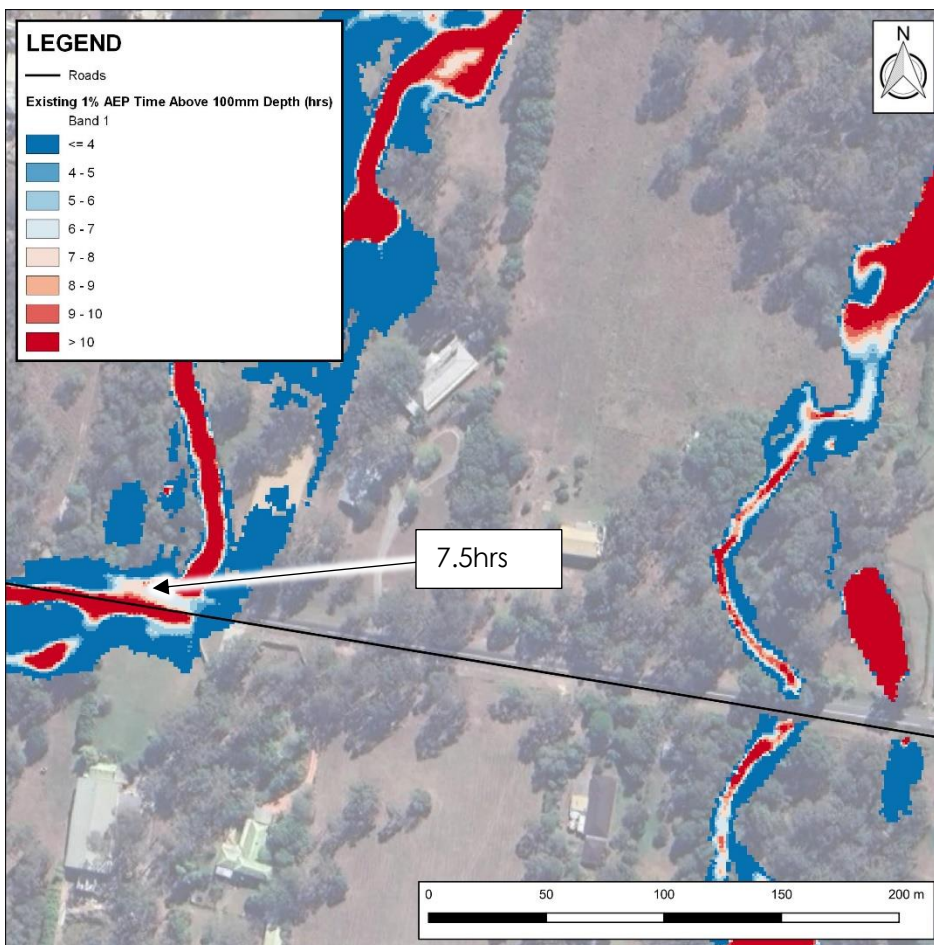 LEGEND
Roads
Existing 1% AEP Time Above 100mm Depth (hrs)
Band 1
<= 4
4 - 5
5 - 6
6 - 7
7 - 8
8 - 9
9 - 10
> 10
N
7.5hrs
0 50 100 150 200 m